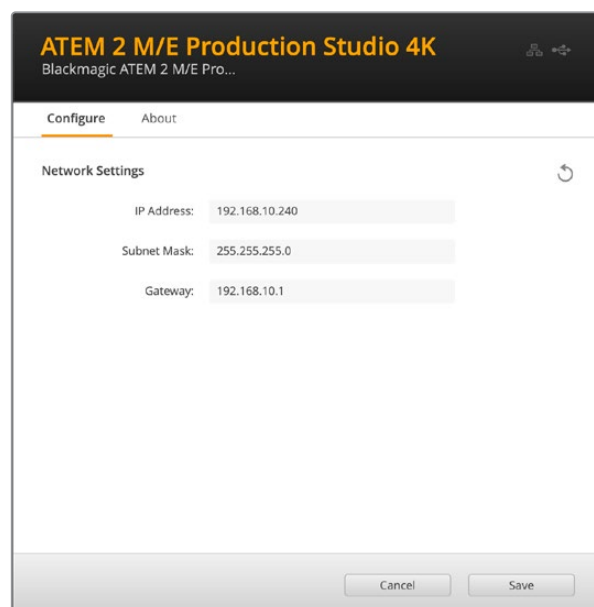 ATEM 2 M/E Production Studio 4K
Blackmagic ATEM 2 M/E Pro...
Configure About
Network Settings
IP Address: 192.168.10.240
Subnet Mask: 255.255.255.0
Gateway: 192.168.10.1
Cancel Save